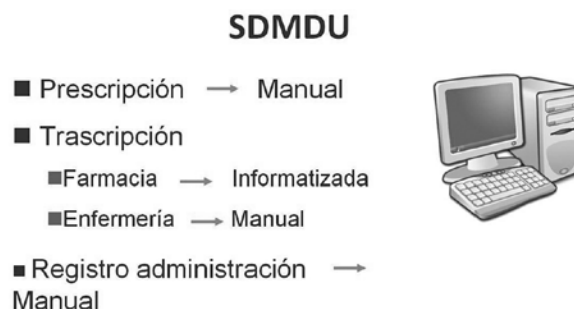 SDMDU
■ Prescripción → Manual
■ Trascripción
■Farmacia → Informatizada
■Enfermería → Manual
■ Registro administración →
Manual